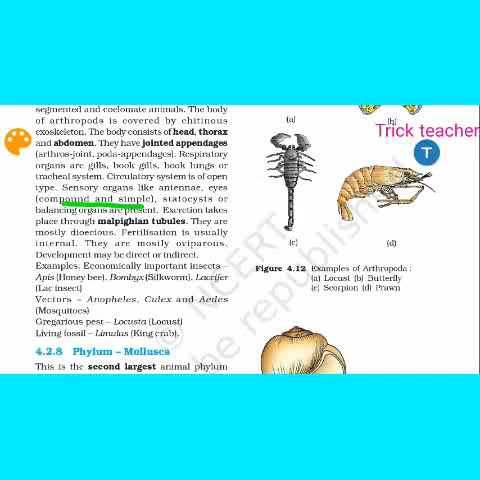 segmented and coelomate animals. The body
of arthropods is covered by chitinous
exoskeleton. The body consists of head, thorax
and abdomen. They have jointed appendages
(arthros-joint, poda-appendages). Respiratory
organs are gills, book gills, book lungs or
tracheal system. Circulatory system is of open
type. Sensory organs like antennae, eyes
(compound and simple), statocysts or
balancing organs are present. Excretion takes
place through malpighian tubules. They are
mostly dioecious. Fertilisation is usually
internal. They are mostly oviparous.
Development may be direct or indirect.
Examples: Economically important insects–
Apis (Honey bee), Bombyx (Silkworm), Laccifer
(Lac insect)
Vectors – Anopheles, Culex and Aedes
(Mosquitoes)
Gregarious pest – Locusta (Locust)
Living fossil – Limulus (King crab).
4.2.8 Phylum – Mollusca
This is the second largest animal phylum
(a)
(b)
Trick teacher
T
(c)
(d)
Figure 4.12 Examples of Arthropoda :
(a) Locust (b) Butterfly
(c) Scorpion (d) Prawn
© NCERT
be republished